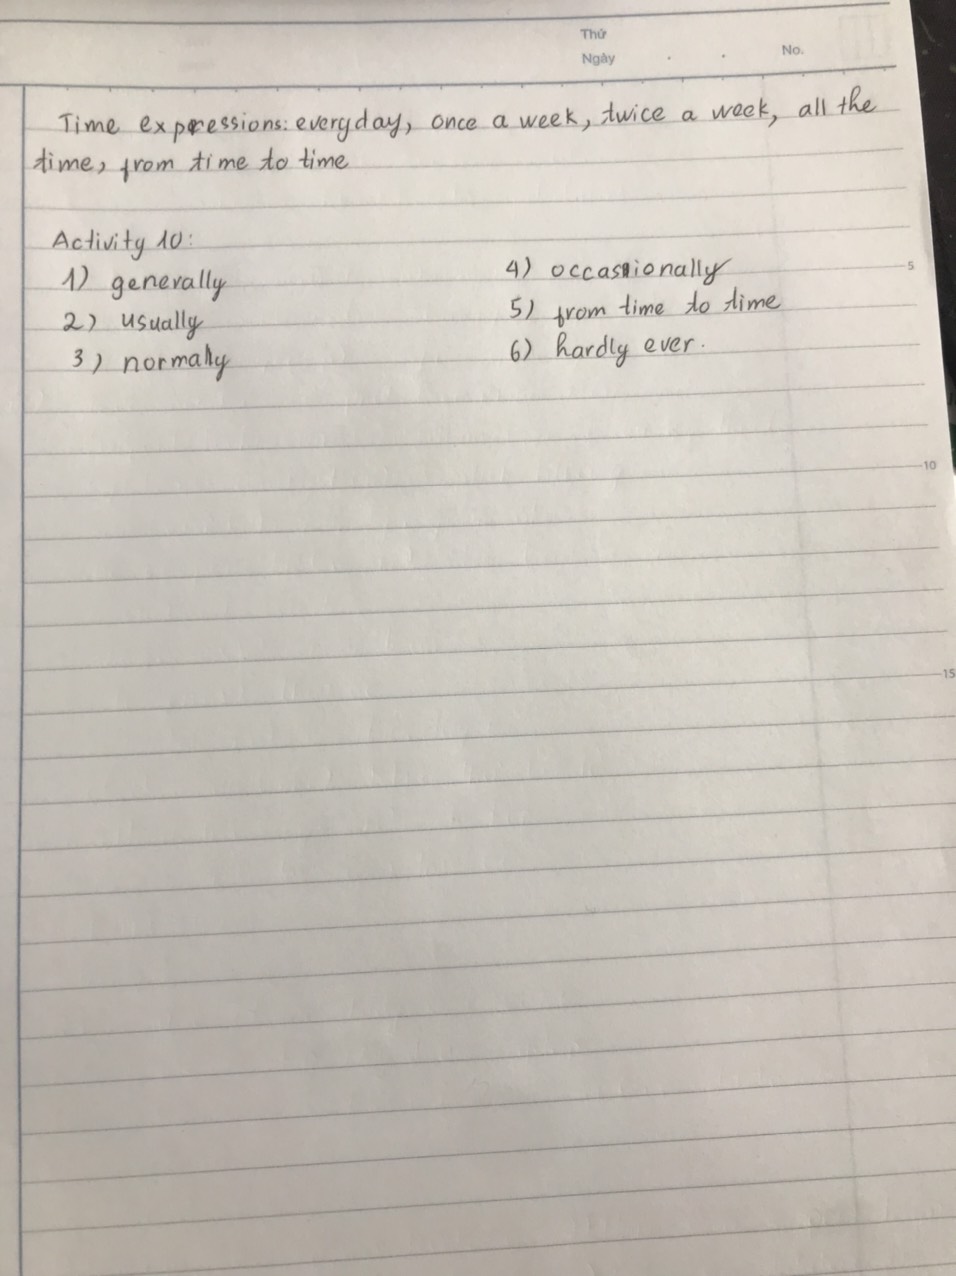 Thứ
Ngày . . No.
Time expressions: everyday, once a week, twice a week, all the
time, from time to time
Activity 10:
1) generally
2) usually
3) normally
4) occasionally
5) from time to time
6) hardly ever.
5
10
15